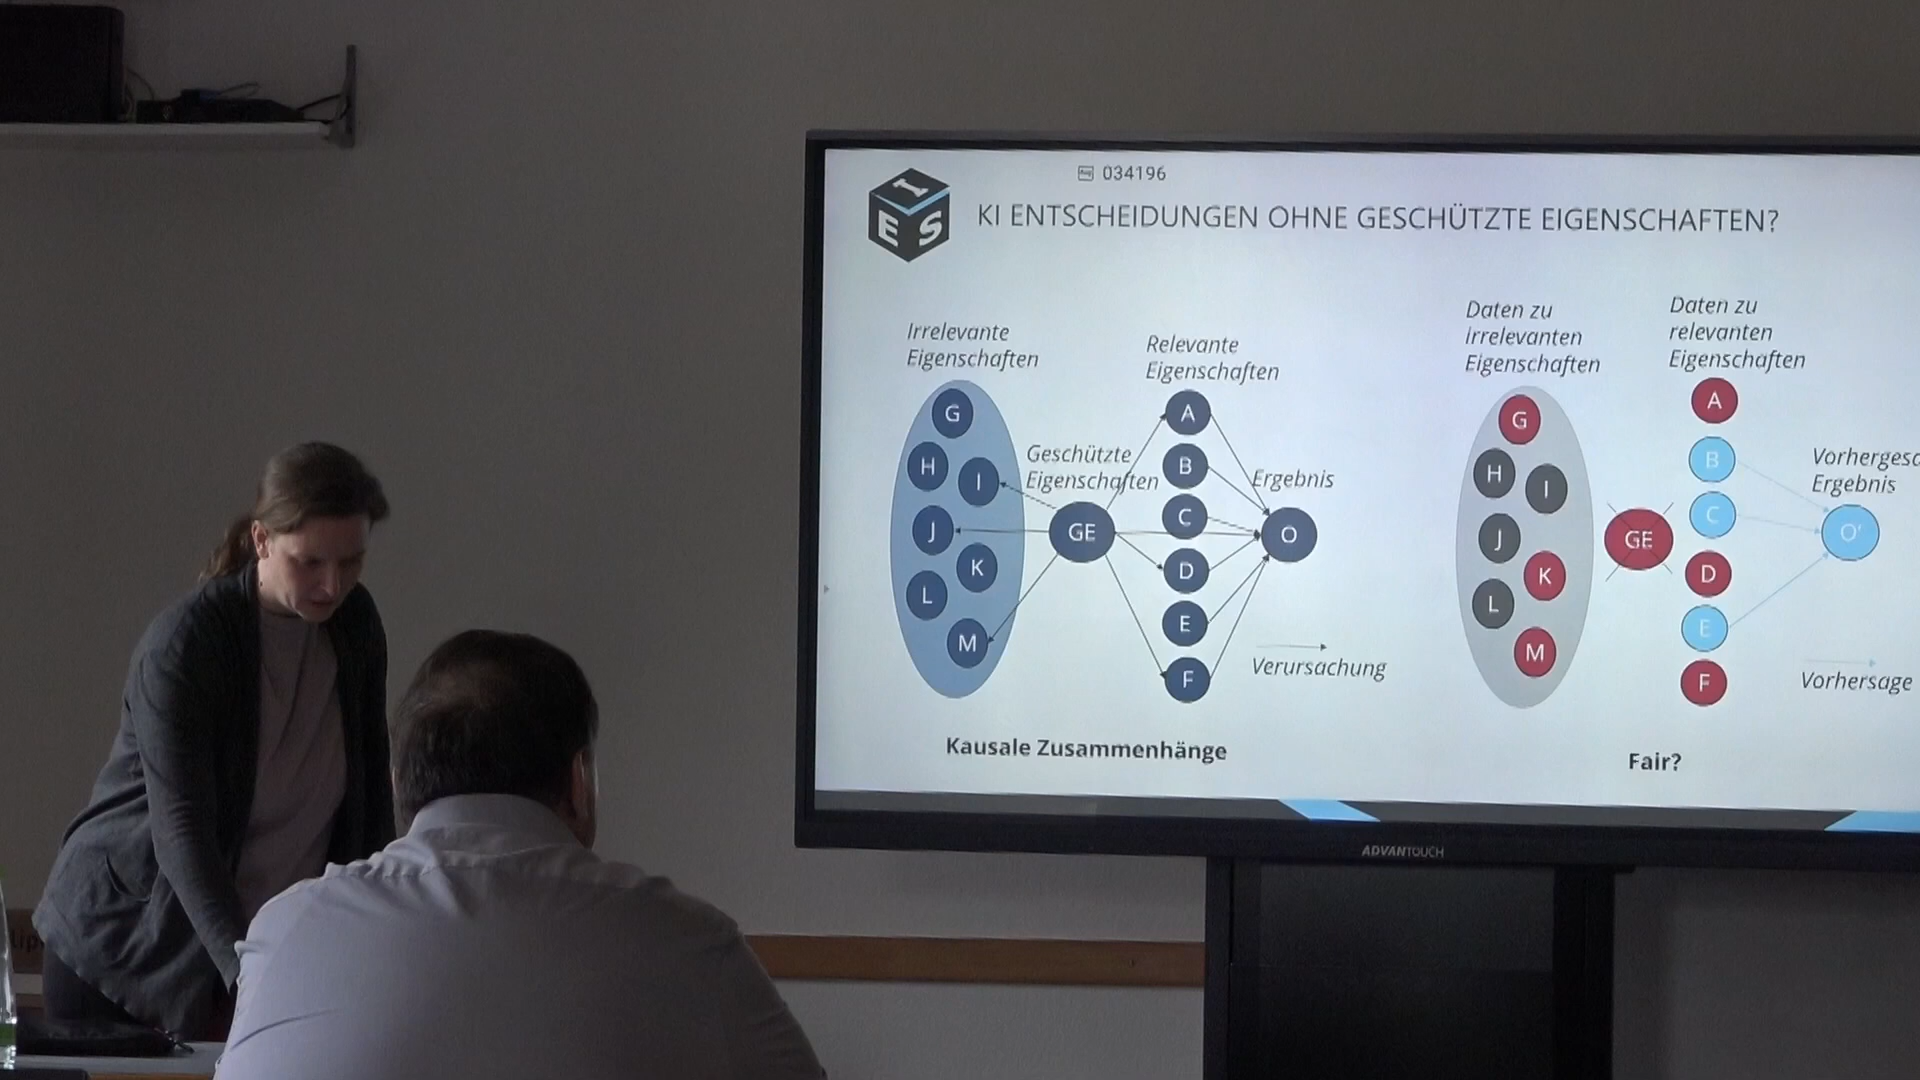 034196
I
E S
KI ENTSCHEIDUNGEN OHNE GESCHÜTZTE EIGENSCHAFTEN?
Irrelevante
Eigenschaften
G
H
I
J
K
L
M
Geschützte
Eigenschaften
GE
Relevante
Eigenschaften
A
B
C
D
E
F
Ergebnis
O
Verursachung
Kausale Zusammenhänge
Daten zu
irrelevanten
Eigenschaften
G
H
I
J
K
L
M
GE
Daten zu
relevanten
Eigenschaften
A
B
C
D
E
F
Ergebnis
O'
Vorhersage
Fair?
ADVANTOUCH